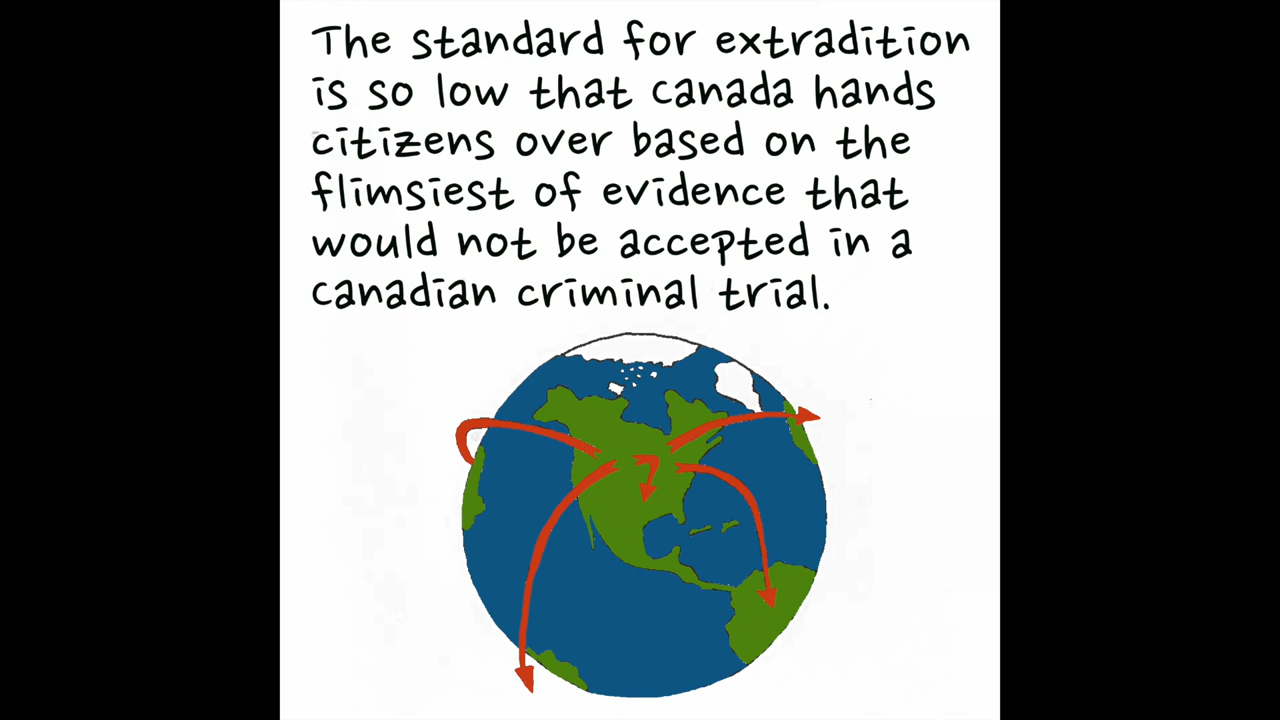 The standard for extradition
is so low that canada hands
citizens over based on the
flimsiest of evidence that
would not be accepted in a
canadian criminal trial.